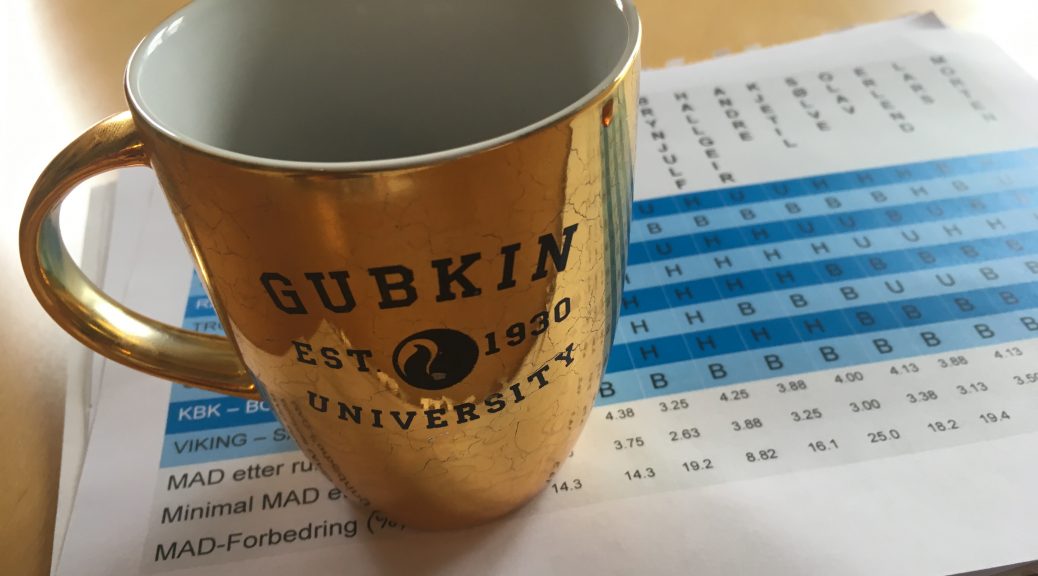 GUBKIN
EST. 1930
UNIVERSITY
BRYNJULF
HALLGEIR
ANDRE
KJETIL
SØLVE
OLAV
ERLEND
LARS
MORTEN
U H U U H H H H
B B B B B B H B U
U H H U U B U B
H H H H U U H H
H H H B B B B B
H H B B B U U B B
H H H H B B B B
KBK – BO
B B B B B B B B B
VIKING – S
4.38 3.25 4.25 3.88 4.00 4.13 3.88 4.13
MAD etter ru
3.75 2.63 3.88 3.25 3.00 3.38 3.13
Minimal MAD e
14.3 14.3 19.2 8.82 16.1 25.0 18.2 19.4
MAD-Forbedring (%)